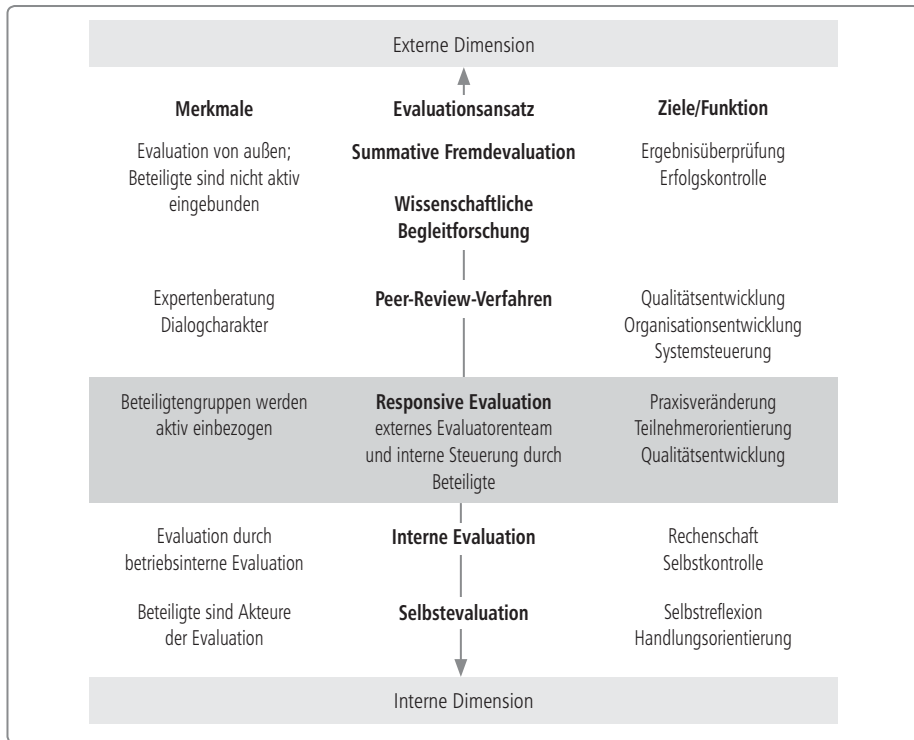 Externe Dimension
Merkmale
Evaluationsansatz
Ziele/Funktion
Evaluation von außen;
Beteiligte sind nicht aktiv
eingebunden
Summative Fremdevaluation
Ergebnisüberprüfung
Erfolgskontrolle
Wissenschaftliche
Begleitforschung
Expertenberatung
Dialogcharakter
Peer-Review-Verfahren
Qualitätsentwicklung
Organisationsentwicklung
Systemsteuerung
Beteiligtengruppen werden
aktiv einbezogen
Responsive Evaluation
externes Evaluatorenteam
und interne Steuerung durch
Beteiligte
Praxisveränderung
Teilnehmerorientierung
Qualitätsentwicklung
Evaluation durch
betriebsinterne Evaluation
Interne Evaluation
Rechenschaft
Selbstkontrolle
Beteiligte sind Akteure
der Evaluation
Selbstevaluation
Selbstreflexion
Handlungsorientierung
Interne Dimension